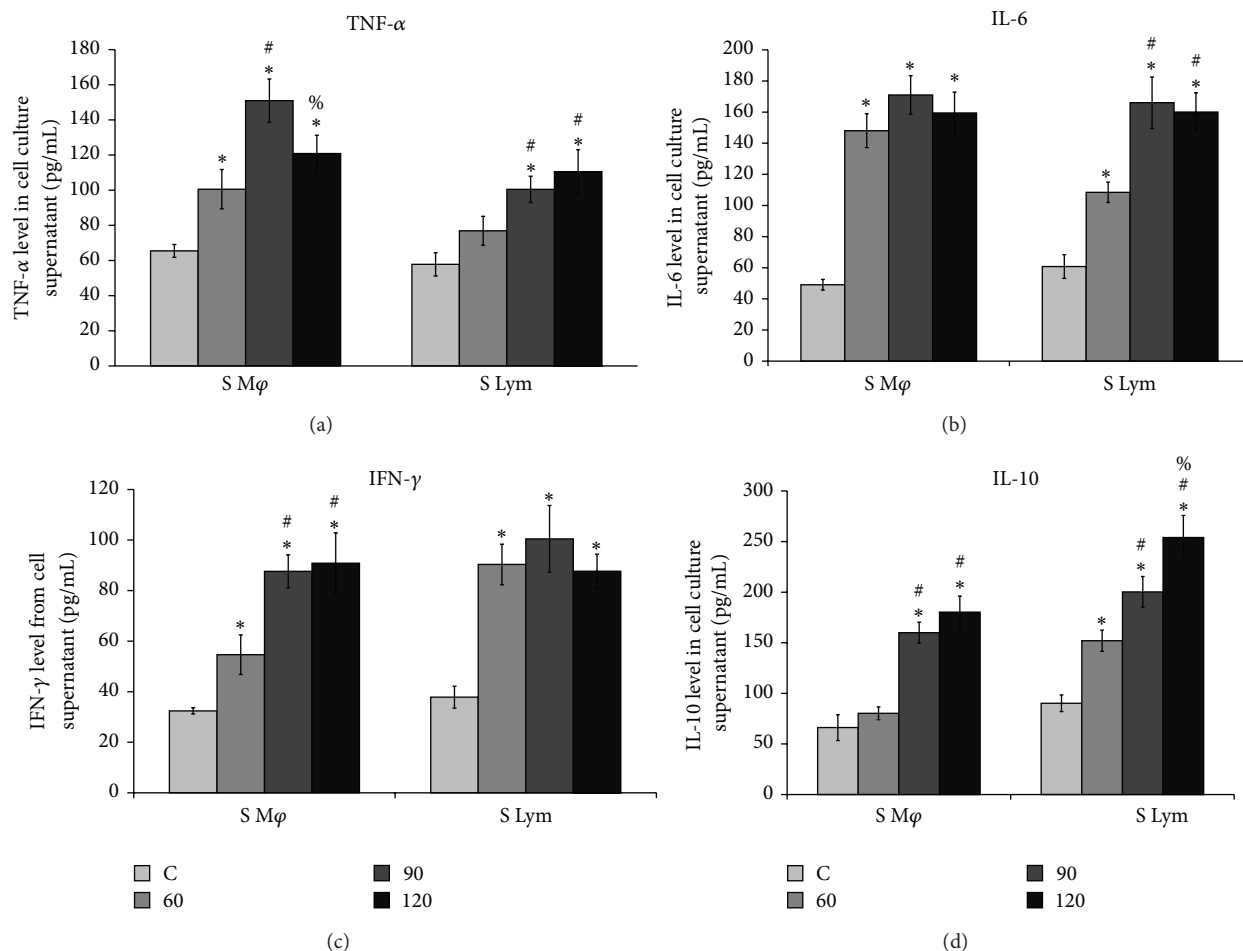 TNF-α
TNF-α level in cell culture
supernatant (pg/mL)
180
160
140
120
100
80
60
40
20
0
#
*
%
*
*
#
*
#
*
S Mφ
S Lym
(a)
IL-6
IL-6 level in cell culture
supernatant (pg/mL)
200
180
160
140
120
100
80
60
40
20
0
*
*
*
#
*
#
*
*
S Mφ
S Lym
(b)
IFN-γ
IFN-γ level from cell
supernatant (pg/mL)
120
100
80
60
40
20
0
#
*
#
*
*
*
*
*
S Mφ
S Lym
C
60
90
120
(c)
IL-10
IL-10 level in cell culture
supernatant (pg/mL)
300
250
200
150
100
50
0
#
*
#
*
%
#
*
#
*
*
S Mφ
S Lym
C
60
90
120
(d)